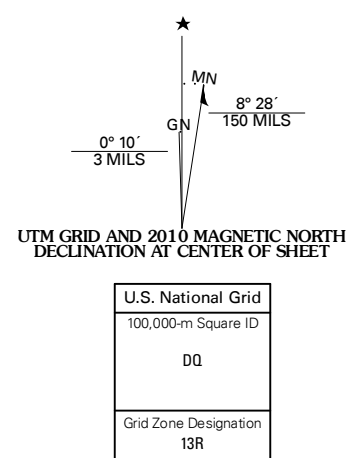 MN
8° 28´
150 MILS
GN
0° 10´
3 MILS
UTM GRID AND 2010 MAGNETIC NORTH
DECLINATION AT CENTER OF SHEET
U.S. National Grid
100,000-m Square ID
DQ
Grid Zone Designation
13R